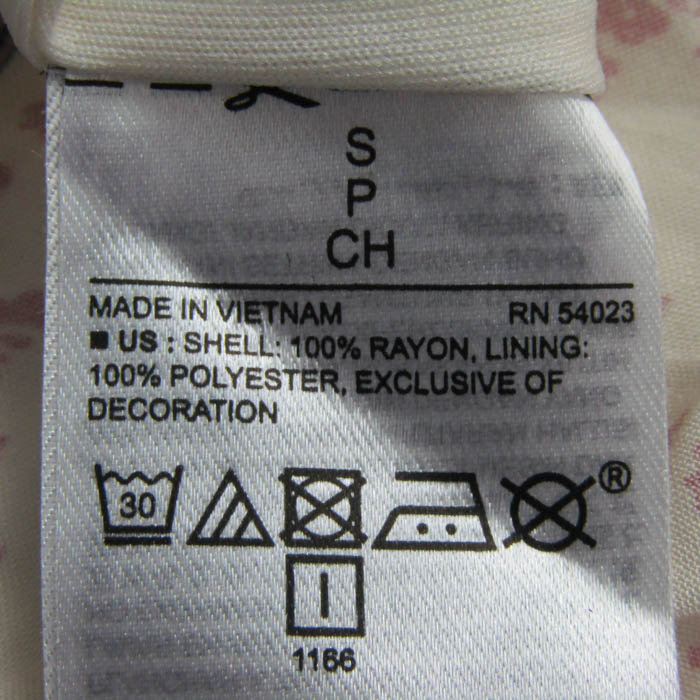 S
P
CH
MADE IN VIETNAM RN 54023
■ US : SHELL: 100% RAYON, LINING:
100% POLYESTER, EXCLUSIVE OF
DECORATION
30
®
1166